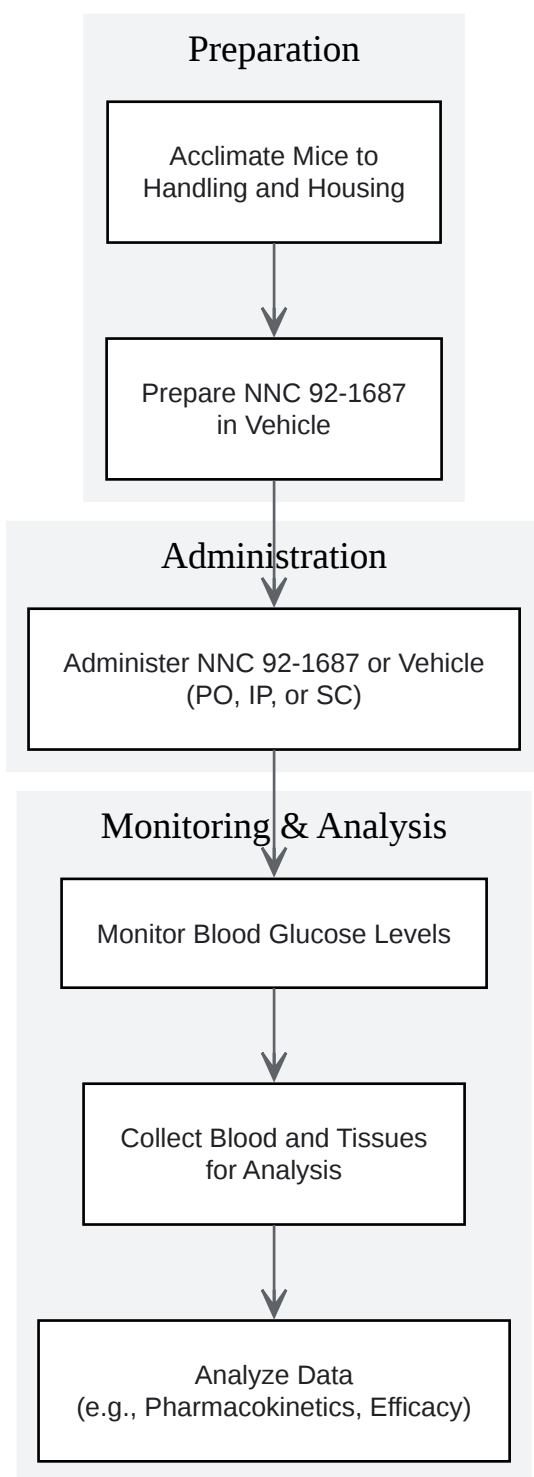 Preparation
Acclimate Mice to
Handling and Housing
Prepare NNC 92-1687
in Vehicle
Administration
Administer NNC 92-1687 or Vehicle
(PO, IP, or SC)
Monitoring & Analysis
Monitor Blood Glucose Levels
Collect Blood and Tissues
for Analysis
Analyze Data
(e.g., Pharmacokinetics, Efficacy)